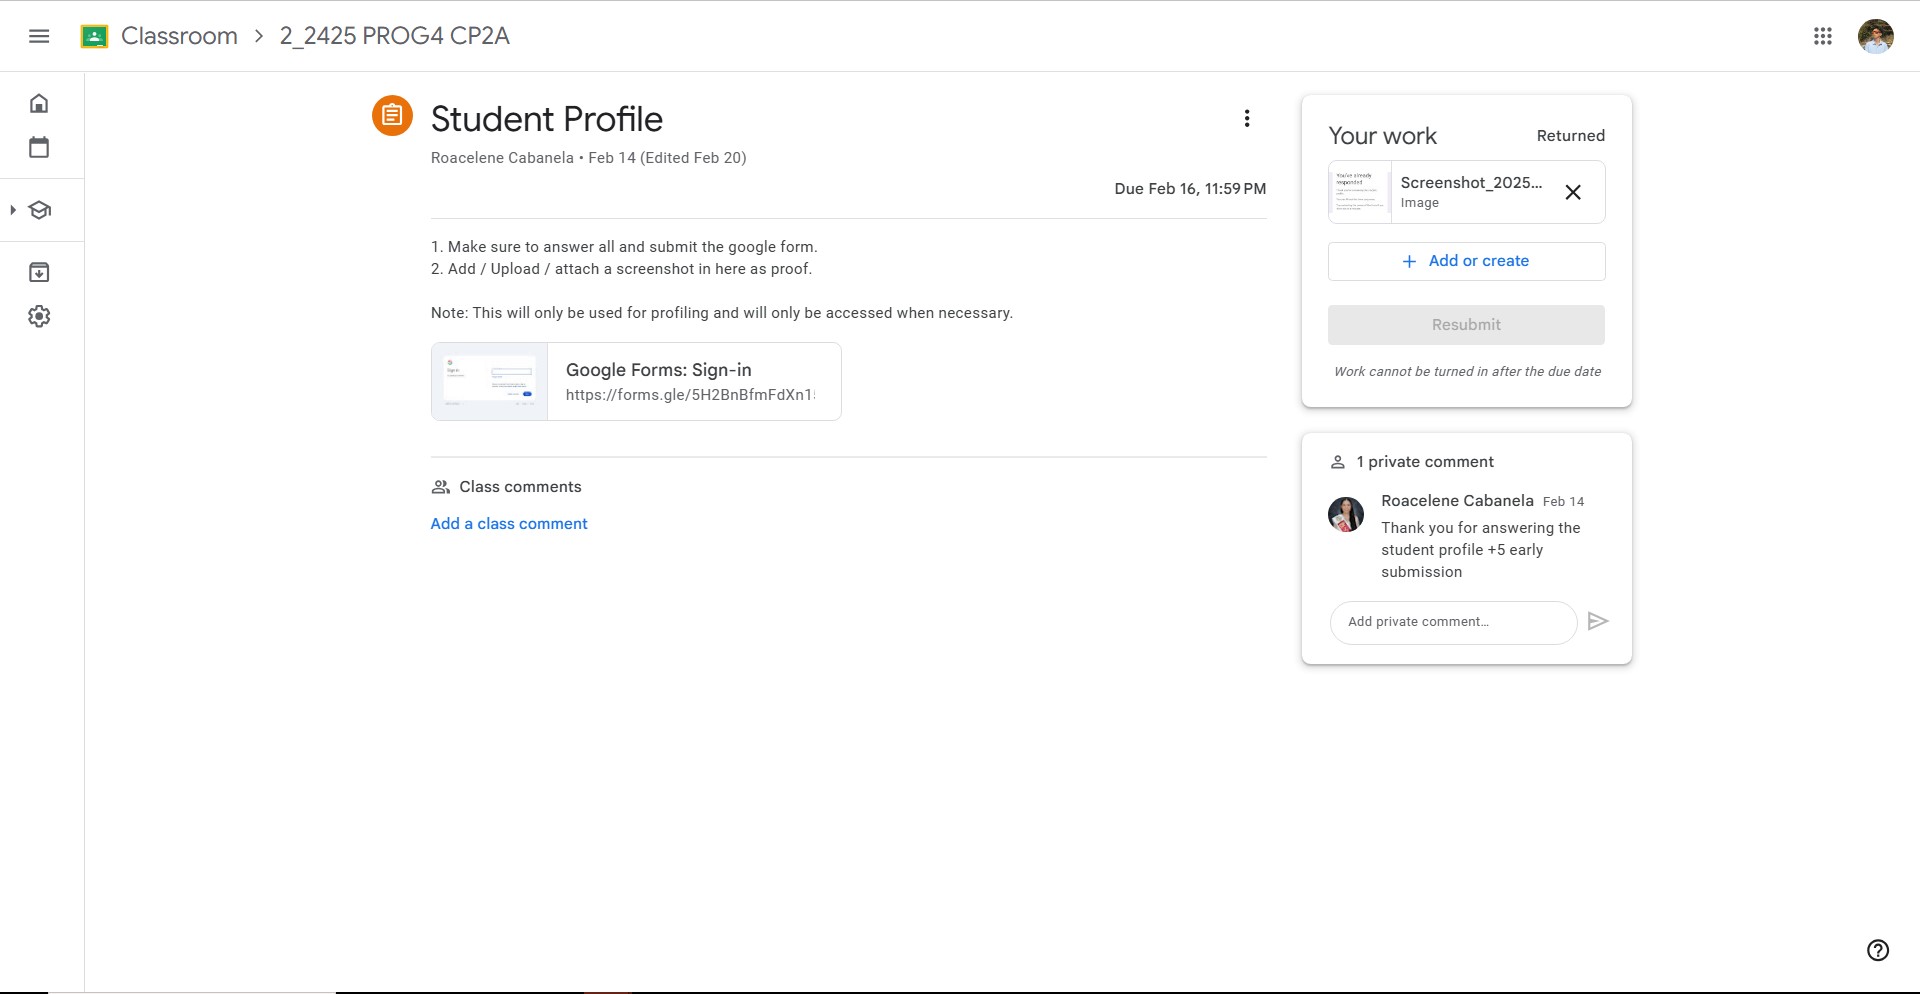 Classroom > 2_2425 PROG4 CP2A
Student Profile
Roacelene Cabanela • Feb 14 (Edited Feb 20)
Due Feb 16, 11:59 PM
1. Make sure to answer all and submit the google form.
2. Add / Upload / attach a screenshot in here as proof.
Note: This will only be used for profiling and will only be accessed when necessary.
Google Forms: Sign-in
https://forms.gle/5H2BnBfmFdXn1
Class comments
Add a class comment
Your work
Returned
You've already
responded
Screenshot_2025...
Image
+ Add or create
Resubmit
Work cannot be turned in after the due date
1 private comment
Roacelene Cabanela Feb 14
Thank you for answering the
student profile +5 early
submission
Add private comment…